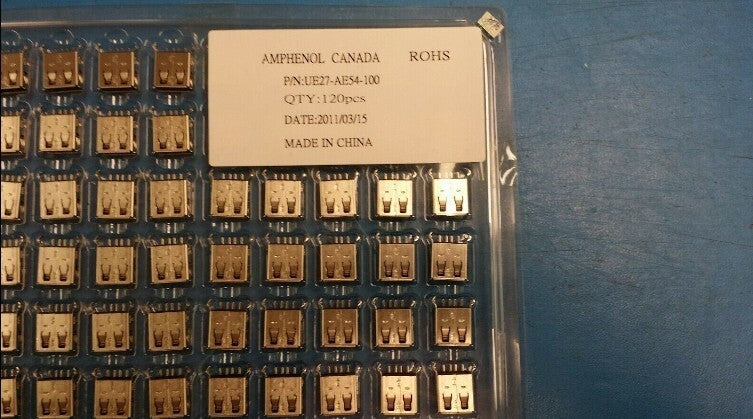 AMPHENOL CANADA ROHS
P/N:UE27-AE54-100
QTY:120pcs
DATE:2011/03/15
MADE IN CHINA